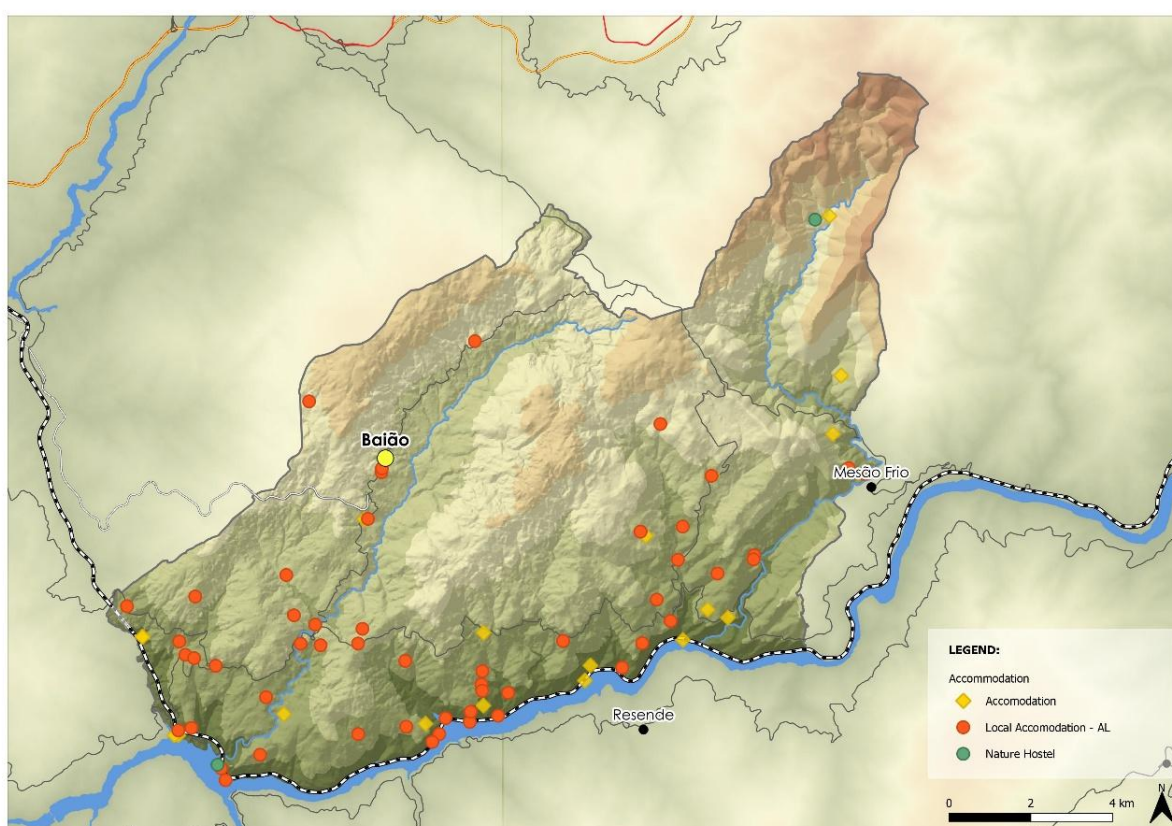 Baião
Mesão Frio
Resende
LEGEND:
Accommodation
Accomodation
Local Accomodation - AL
Nature Hostel
N
0 2 4 km